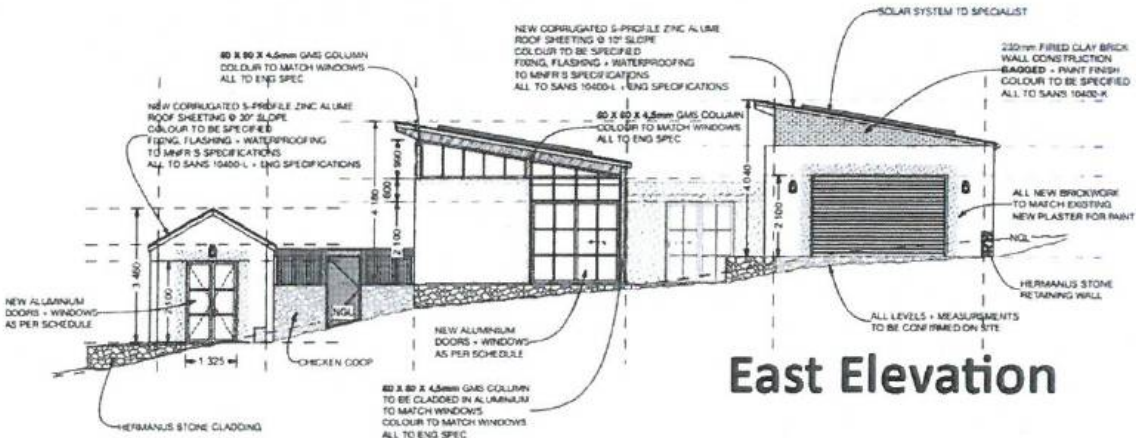 SOLAR SYSTEM TO SPECIALIST
NEW CORRUGATED S-PROFILE ZINC ALUME
ROOF SHEETING @ 10° SLOPE
COLOUR TO BE SPECIFIED
FIXING, FLASHING + WATERPROOFING
TO MNFR'S SPECIFICATIONS
ALL TO SANS 10400-L + ENG SPECIFICATIONS
230mm FIRED CLAY BRICK
WALL CONSTRUCTION
BAGGED + PAINT FINISH
COLOUR TO BE SPECIFIED
ALL TO SANS 10400-K
80 X 80 X 4,5mm GMS COLUMN
COLOUR TO MATCH WINDOWS
ALL TO ENG SPEC
NEW CORRUGATED S-PROFILE ZINC ALUME
ROOF SHEETING @ 30° SLOPE
COLOUR TO BE SPECIFIED
FIXING, FLASHING + WATERPROOFING
TO MNFR'S SPECIFICATIONS
ALL TO SANS 10400-L + ENG SPECIFICATIONS
80 X 80 X 4,5mm GMS COLUMN
COLOUR TO MATCH WINDOWS
ALL TO ENG SPEC
990
600
2 100
4 180
4 040
2 100
3 460
2 100
1 325
ALL NEW BRICKWORK
TO MATCH EXISTING
NEW PLASTER FOR PAINT
NGL
HERMANUS STONE
RETAINING WALL
NEW ALUMINIUM
DOORS + WINDOWS
AS PER SCHEDULE
NGL
CHICKEN COOP
NEW ALUMINIUM
DOORS + WINDOWS
AS PER SCHEDULE
ALL LEVELS + MEASURMENTS
TO BE CONFIRMED ON SITE
East Elevation
80 X 80 X 4,5mm GMS COLUMN
TO BE CLADDED IN ALUMINIUM
TO MATCH WINDOWS
COLOUR TO MATCH WINDOWS
ALL TO ENG SPEC
HERMANUS STONE CLADDING